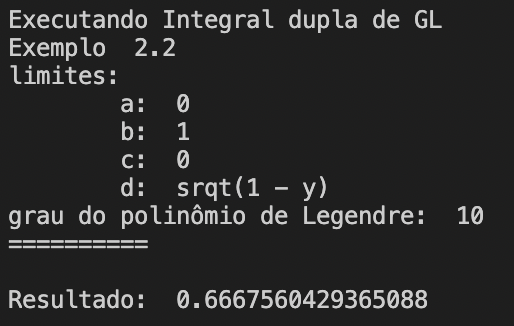 Executando Integral dupla de GL
Exemplo  2.2
limites:
        a:  0
        b:  1
        c:  0
        d:  srqt(1 - y)
grau do polinômio de Legendre:  10
==========
Resultado:  0.6667560429365088